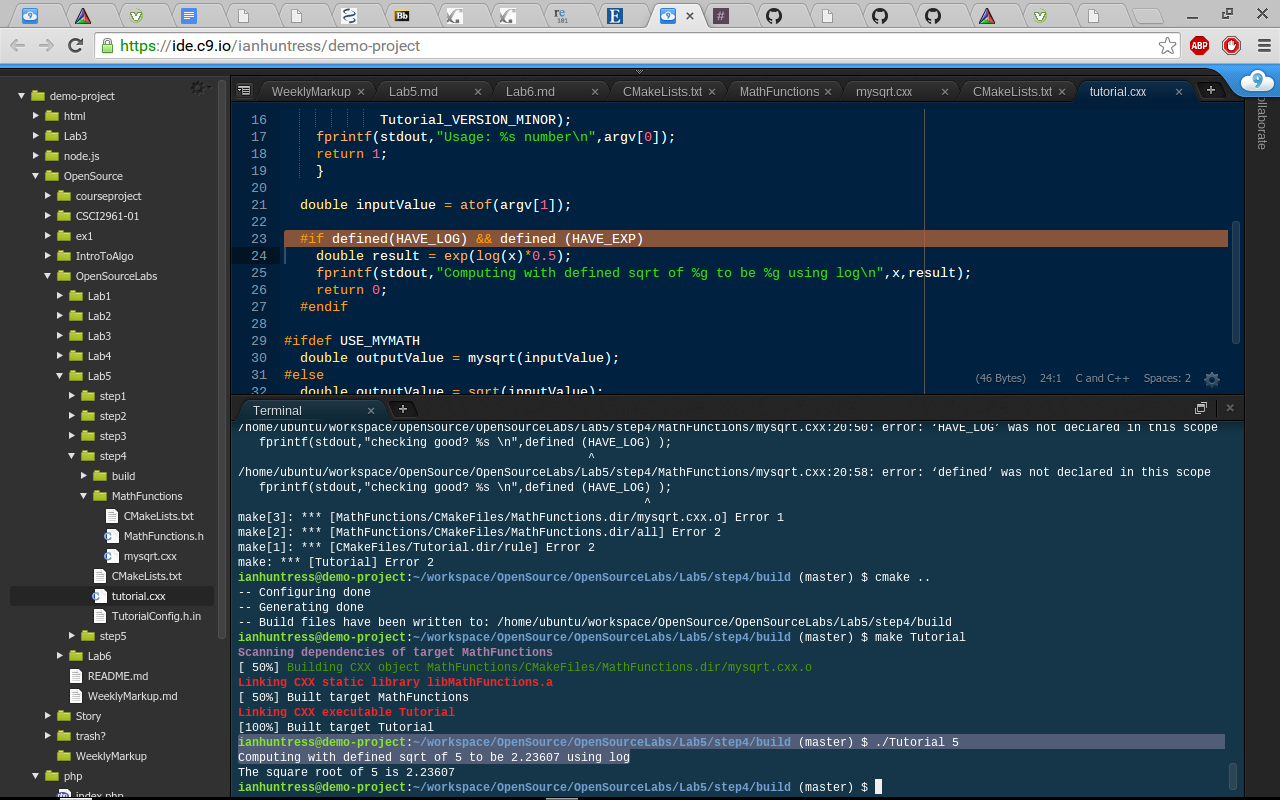 Bb
re
101
E
#
https://ide.c9.io/ianhuntress/demo-project
ABP
9
demo-project
html
Lab3
node.js
OpenSource
courseproject
CSCI2961-01
ex1
IntroToAlgo
OpenSourceLabs
Lab1
Lab2
Lab3
Lab4
Lab5
step1
step2
step3
step4
build
MathFunctions
CMakeLists.txt
MathFunctions.h
mysqrt.cxx
CMakeLists.txt
tutorial.cxx
TutorialConfig.h.in
step5
Lab6
README.md
WeeklyMarkup.md
Story
trash?
WeeklyMarkup
php
index.php
WeeklyMarkup Lab5.md Lab6.md CMakeLists.txt MathFunctions mysqrt.cxx CMakeLists.txt tutorial.cxx
16 Tutorial_VERSION_MINOR);
17 fprintf(stdout,"Usage: %s number\n",argv[0]);
18 return 1;
19 }
20
21 double inputValue = atof(argv[1]);
22
23 #if defined(HAVE_LOG) && defined (HAVE_EXP)
24 double result = exp(log(x)*0.5);
25 fprintf(stdout,"Computing with defined sqrt of %g to be %g using log\n",x,result);
26 return 0;
27 #endif
28
29 #ifdef USE_MYMATH
30 double outputValue = mysqrt(inputValue);
31 #else
32 double outputValue = sqrt(inputValue);
(46 Bytes) 24:1 C and C++ Spaces: 2
Terminal
/home/ubuntu/workspace/OpenSource/OpenSourceLabs/Lab5/step4/MathFunctions/mysqrt.cxx:20:50: error: ‘HAVE_LOG’ was not declared in this scope
fprintf(stdout,"checking good? %s \n",defined (HAVE_LOG) );
^
/home/ubuntu/workspace/OpenSource/OpenSourceLabs/Lab5/step4/MathFunctions/mysqrt.cxx:20:58: error: ‘defined’ was not declared in this scope
fprintf(stdout,"checking good? %s \n",defined (HAVE_LOG) );
^
make[3]: *** [MathFunctions/CMakeFiles/MathFunctions.dir/mysqrt.cxx.o] Error 1
make[2]: *** [MathFunctions/CMakeFiles/MathFunctions.dir/all] Error 2
make[1]: *** [CMakeFiles/Tutorial.dir/rule] Error 2
make: *** [Tutorial] Error 2
ianhuntress@demo-project:~/workspace/OpenSource/OpenSourceLabs/Lab5/step4/build (master) $ cmake ..
-- Configuring done
-- Generating done
-- Build files have been written to: /home/ubuntu/workspace/OpenSource/OpenSourceLabs/Lab5/step4/build
ianhuntress@demo-project:~/workspace/OpenSource/OpenSourceLabs/Lab5/step4/build (master) $ make Tutorial
Scanning dependencies of target MathFunctions
[ 50%] Building CXX object MathFunctions/CMakeFiles/MathFunctions.dir/mysqrt.cxx.o
Linking CXX static library libMathFunctions.a
[ 50%] Built target MathFunctions
Linking CXX executable Tutorial
[100%] Built target Tutorial
ianhuntress@demo-project:~/workspace/OpenSource/OpenSourceLabs/Lab5/step4/build (master) $ ./Tutorial 5
Computing with defined sqrt of 5 to be 2.23607 using log
The square root of 5 is 2.23607
ianhuntress@demo-project:~/workspace/OpenSource/OpenSourceLabs/Lab5/step4/build (master) $